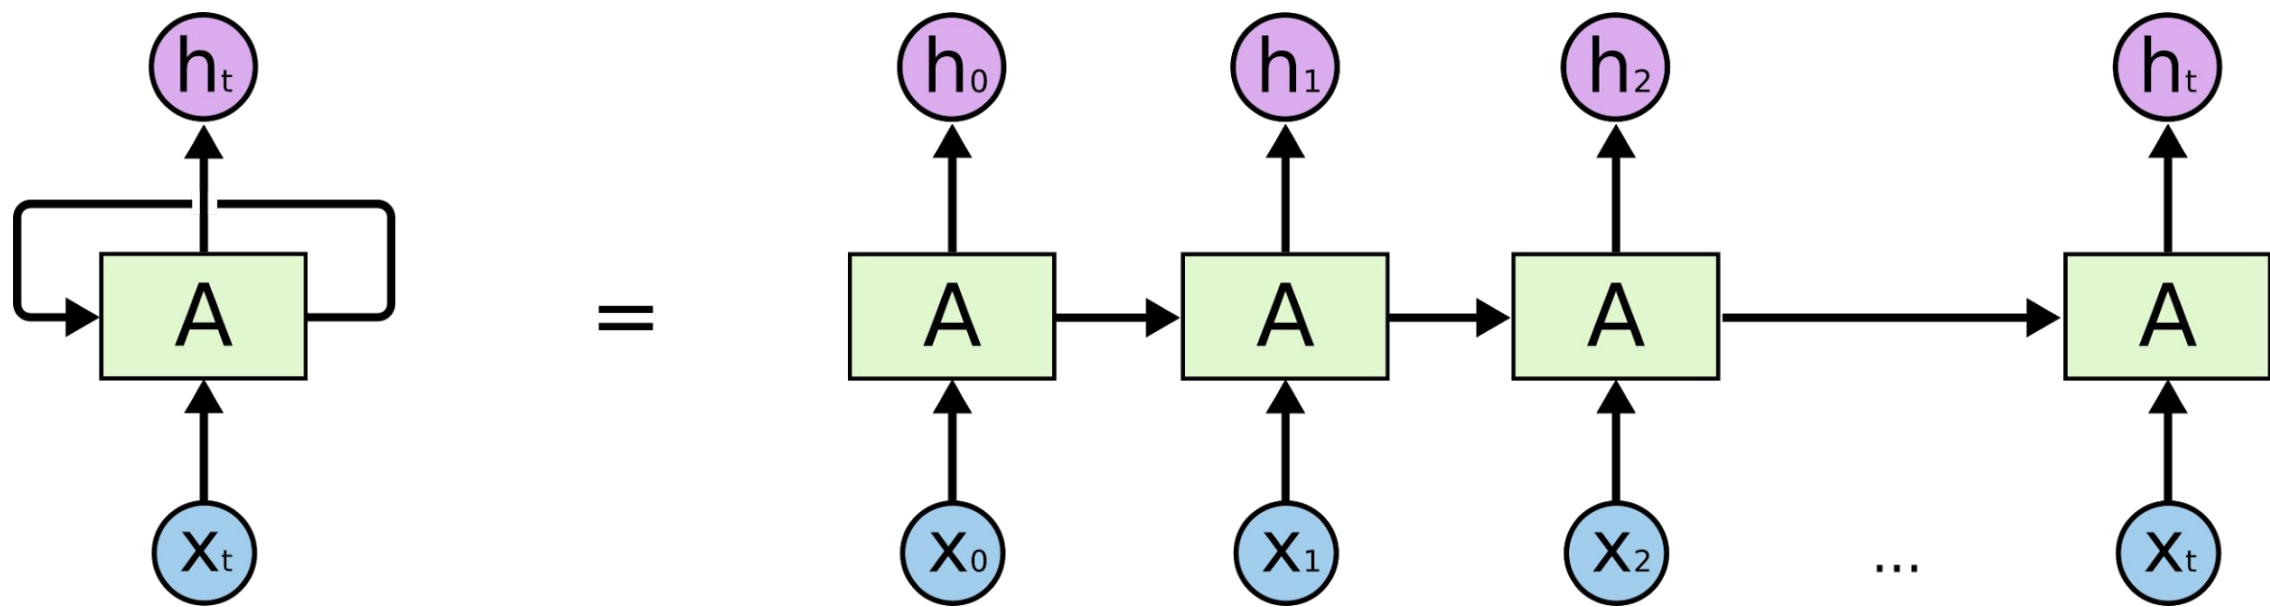 ht h0 h1 h2 ht
A = A A A A
xt x0 x1 x2 ... xt